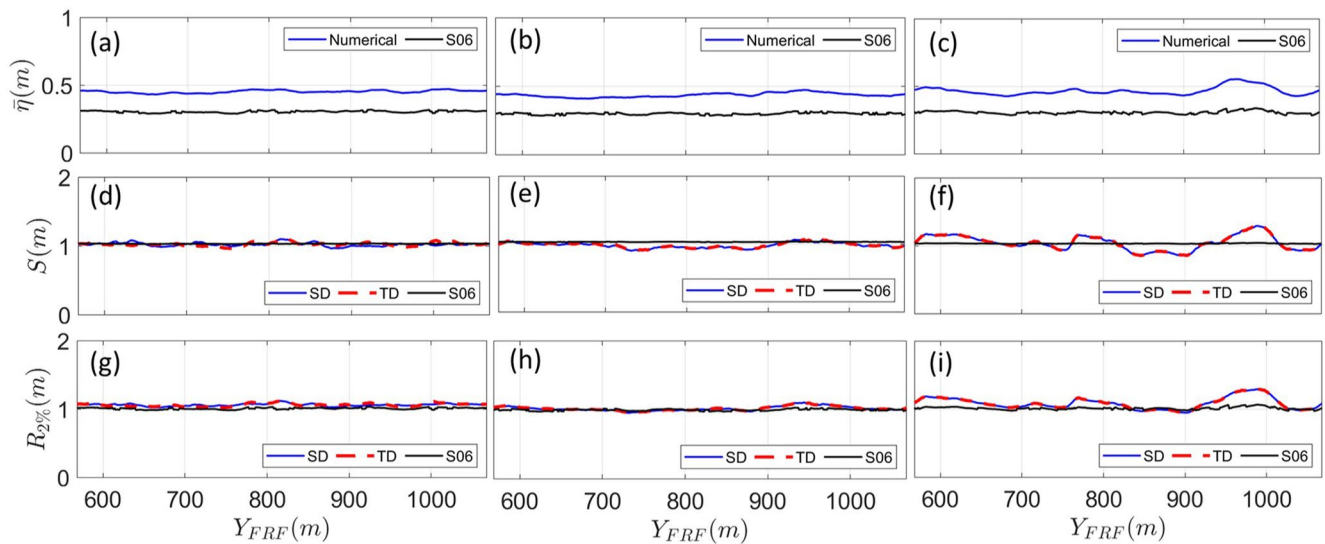 1
(a)
Numerical S06
(b)
Numerical S06
(c)
Numerical S06
η̄(m)
0.5
0
2
(d)
(e)
(f)
S(m)
1
SD TD S06
SD TD S06
SD TD S06
0
2
(g)
(h)
(i)
R2%(m)
1
SD TD S06
SD TD S06
SD TD S06
0
600 700 800 900 1000
600 700 800 900 1000
600 700 800 900 1000
YFRF(m)
YFRF(m)
YFRF(m)